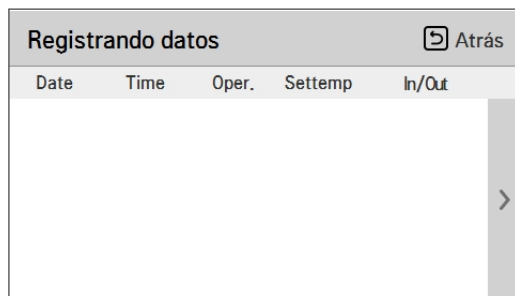 Registrando datos Atrás
Date Time Oper. Settemp In/Out